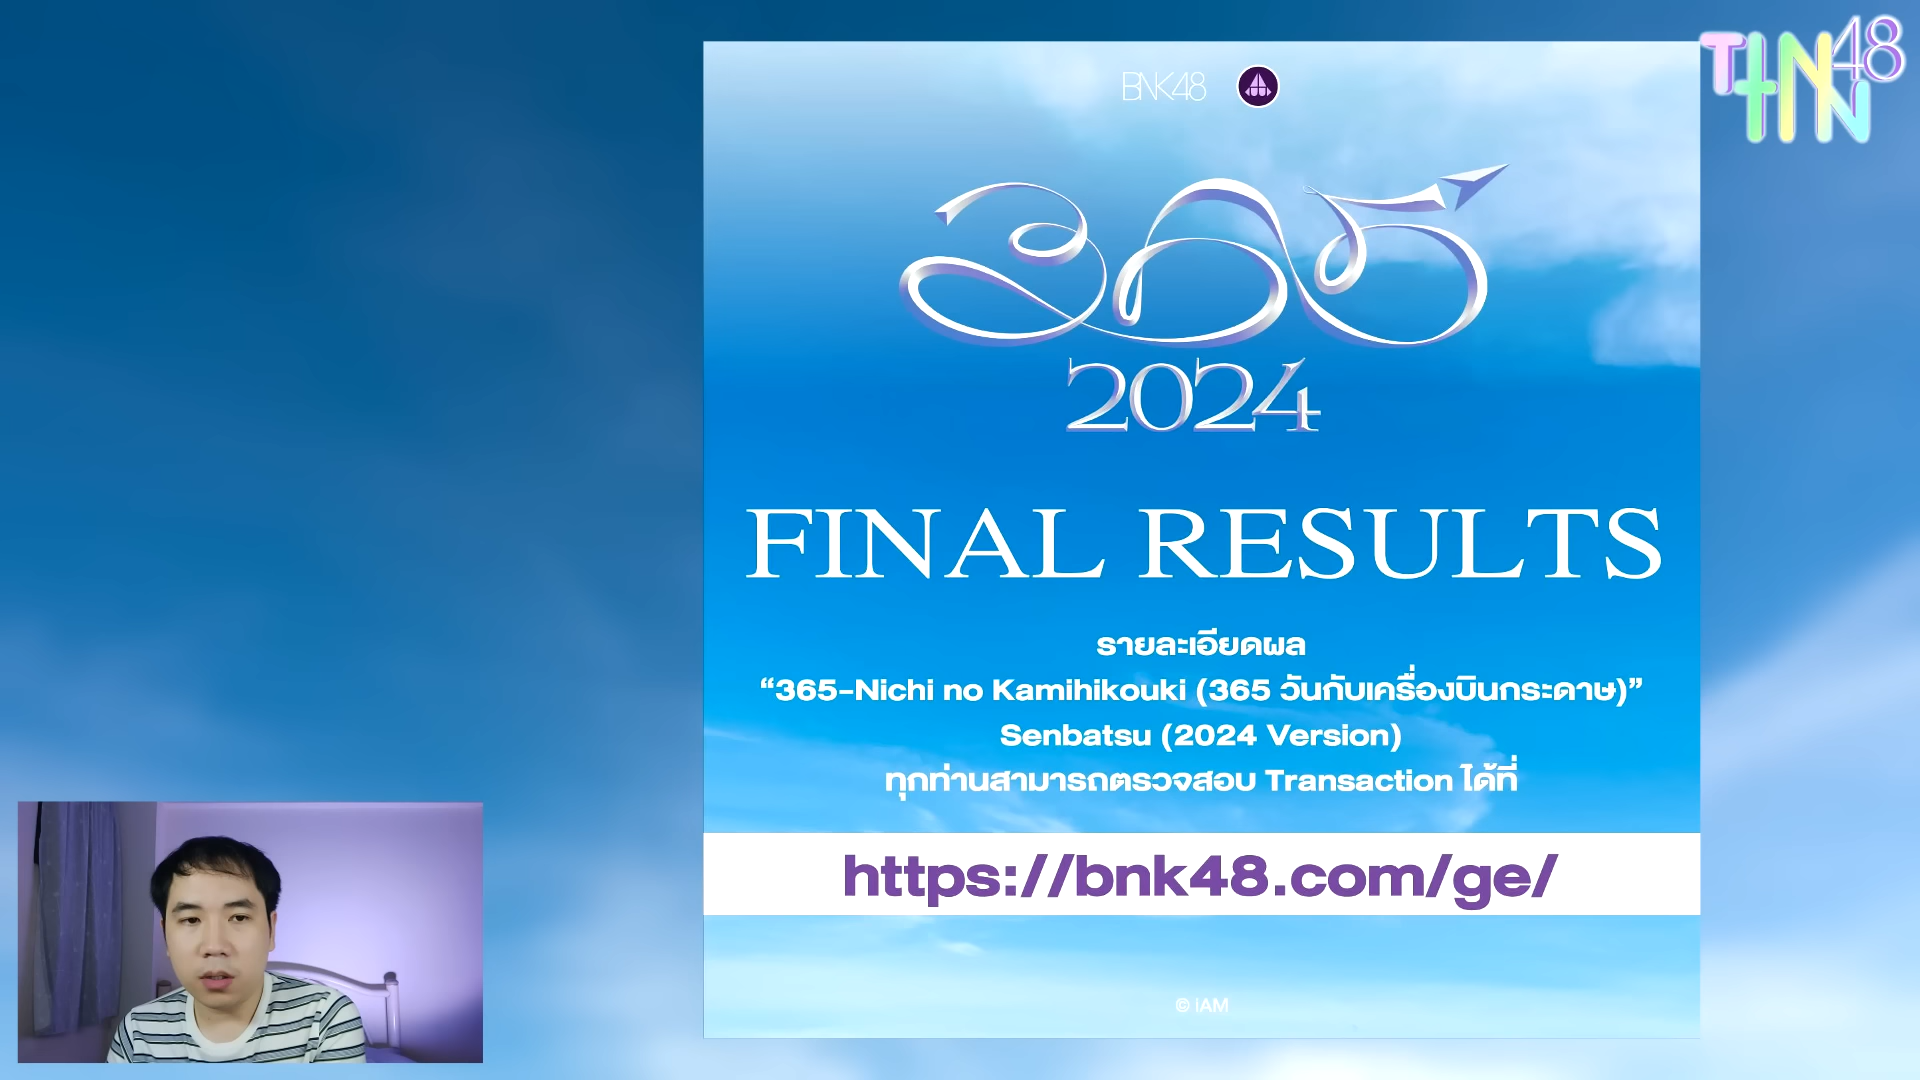 BNK48
TINTIN48
365
2024
FINAL RESULTS
รายละเอียดผล
“365-Nichi no Kamihikouki (365 วันกับเครื่องบินกระดาษ)”
Senbatsu (2024 Version)
ทุกท่านสามารถตรวจสอบ Transaction ได้ที่
https://bnk48.com/ge/
© IAM